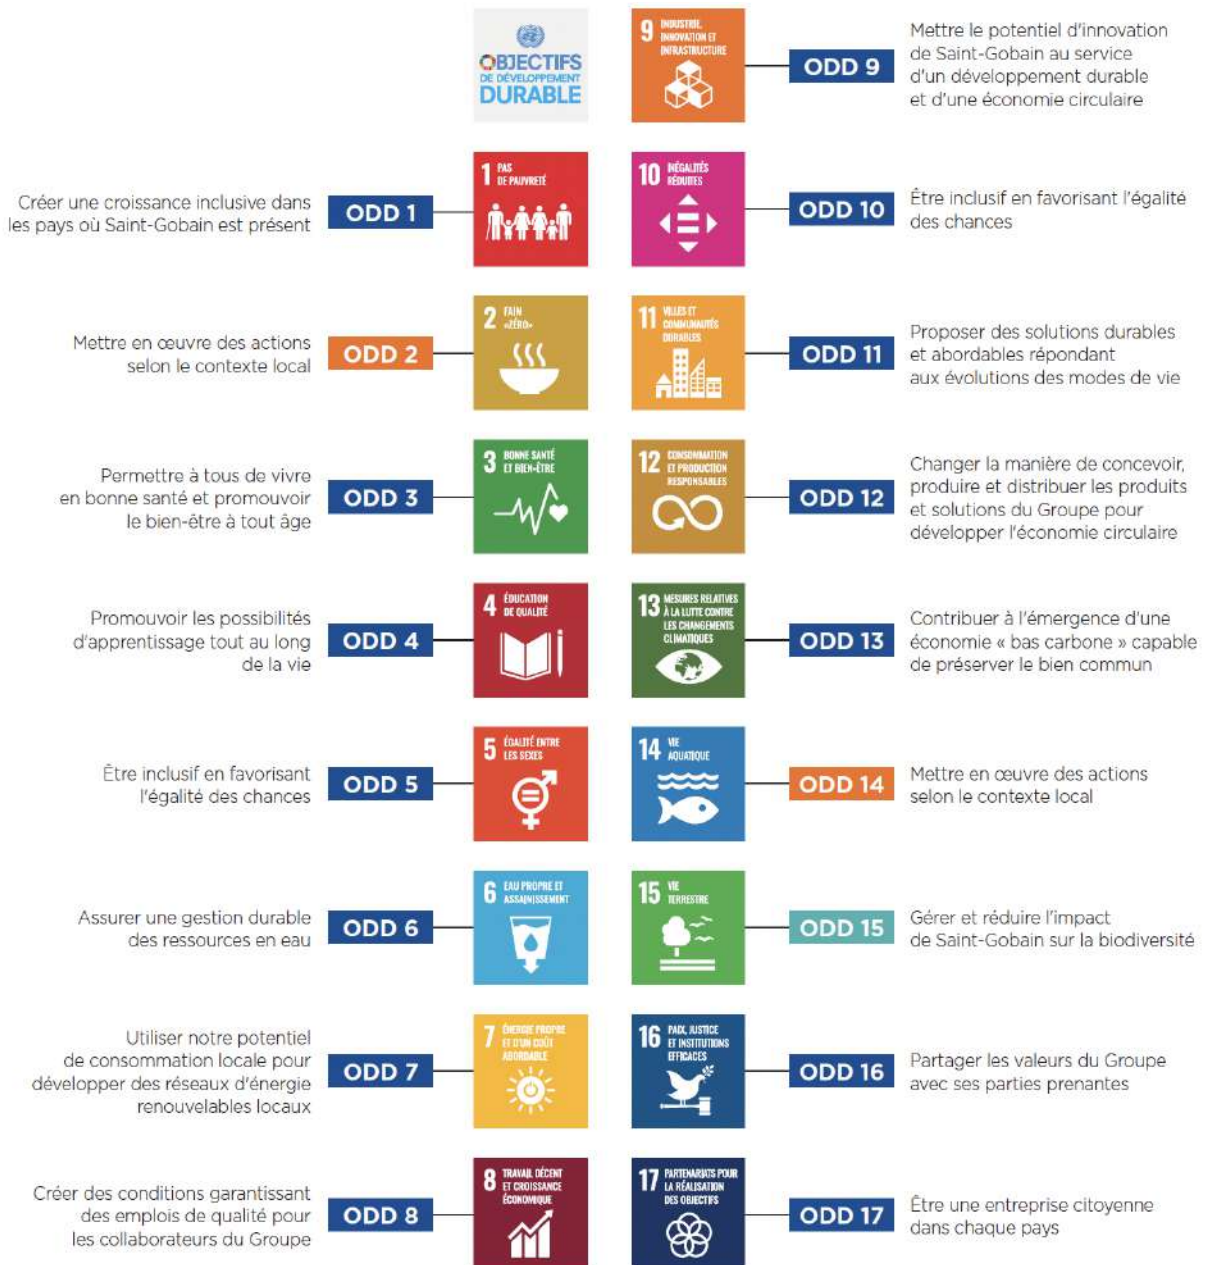 OBJECTIFS
DE DÉVELOPPEMENT
DURABLE
Créer une croissance inclusive dans
les pays où Saint-Gobain est présent
ODD 1
1 PAS
DE PAUVRETÉ
Mettre en œuvre des actions
selon le contexte local
ODD 2
2 FAIM
«ZÉRO»
Permettre à tous de vivre
en bonne santé et promouvoir
le bien-être à tout âge
ODD 3
3 BONNE SANTÉ
ET BIEN-ÊTRE
Promouvoir les possibilités
d'apprentissage tout au long
de la vie
ODD 4
4 ÉDUCATION
DE QUALITÉ
Être inclusif en favorisant
l'égalité des chances
ODD 5
5 ÉGALITÉ ENTRE
LES SEXES
Assurer une gestion durable
des ressources en eau
ODD 6
6 EAU PROPRE ET
ASSAINISSEMENT
Utiliser notre potentiel
de consommation locale pour
développer des réseaux d'énergie
renouvelables locaux
ODD 7
7 ÉNERGIE PROPRE
ET D'UN COÛT
ABORDABLE
Créer des conditions garantissant
des emplois de qualité pour
les collaborateurs du Groupe
ODD 8
8 TRAVAIL DÉCENT
ET CROISSANCE
ÉCONOMIQUE
9 INDUSTRIE,
INNOVATION ET
INFRASTRUCTURE
ODD 9
Mettre le potentiel d'innovation
de Saint-Gobain au service
d'un développement durable
et d'une économie circulaire
10 INÉGALITÉS
RÉDUITES
ODD 10
Être inclusif en favorisant l'égalité
des chances
11 VILLES ET
COMMUNAUTÉS
DURABLES
ODD 11
Proposer des solutions durables
et abordables répondant
aux évolutions des modes de vie
12 CONSOMMATION
ET PRODUCTION
RESPONSABLES
ODD 12
Changer la manière de concevoir,
produire et distribuer les produits
et solutions du Groupe pour
développer l'économie circulaire
13 MESURES RELATIVES
À LA LUTTE CONTRE
LES CHANGEMENTS
CLIMATIQUES
ODD 13
Contribuer à l'émergence d'une
économie « bas carbone » capable
de préserver le bien commun
14 VIE
AQUATIQUE
ODD 14
Mettre en œuvre des actions
selon le contexte local
15 VIE
TERRESTRE
ODD 15
Gérer et réduire l'impact
de Saint-Gobain sur la biodiversité
16 PAIX, JUSTICE
ET INSTITUTIONS
EFFICACES
ODD 16
Partager les valeurs du Groupe
avec ses parties prenantes
17 PARTENARIATS POUR
LA RÉALISATION
DES OBJECTIFS
ODD 17
Être une entreprise citoyenne
dans chaque pays